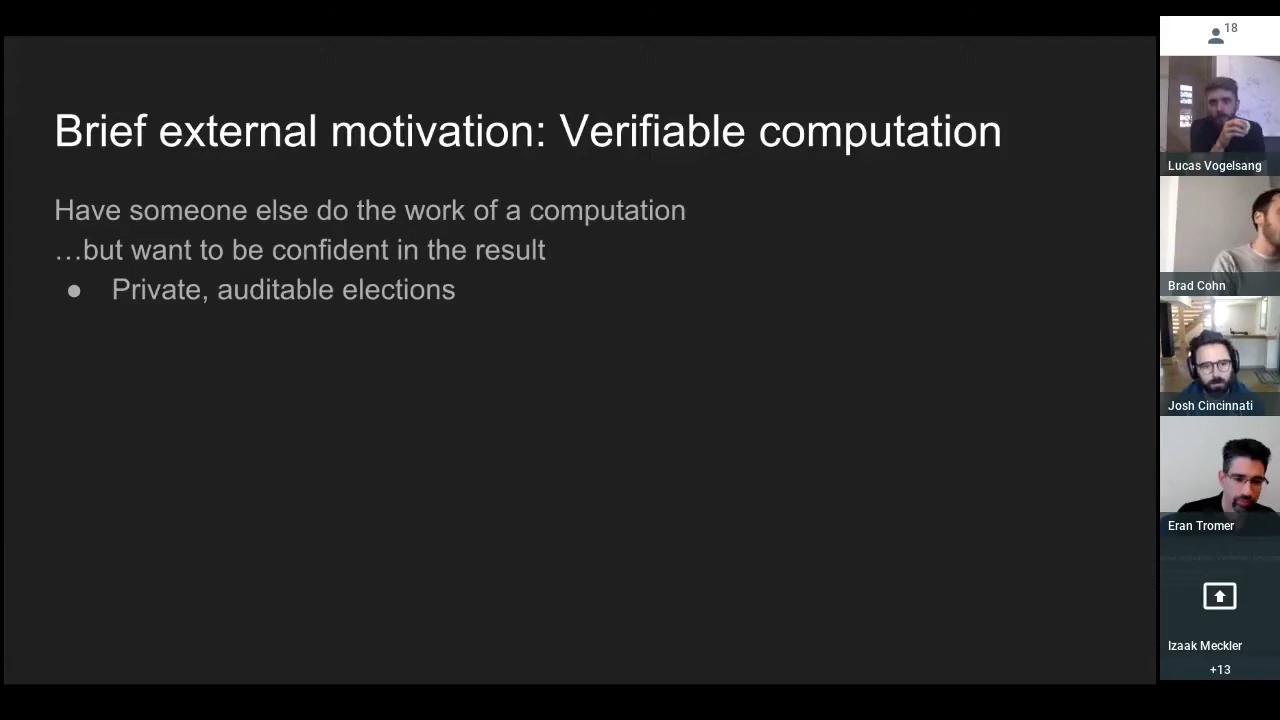 Brief external motivation: Verifiable computation
Have someone else do the work of a computation
…but want to be confident in the result
● Private, auditable elections
18
Lucas Vogelsang
Brad Cohn
Josh Cincinnati
Eran Tromer
Izaak Meckler
+13